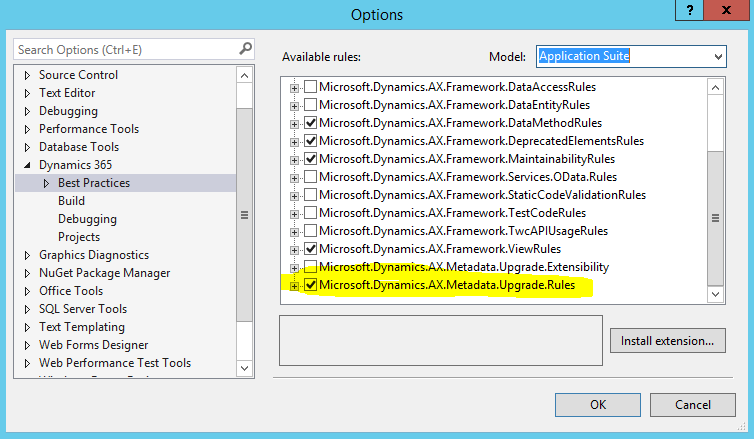 Options
?
x
Search Options (Ctrl+E)
Source Control
Text Editor
Debugging
Performance Tools
Database Tools
Dynamics 365
Best Practices
Build
Debugging
Projects
Graphics Diagnostics
NuGet Package Manager
Office Tools
SQL Server Tools
Text Templating
Web Forms Designer
Web Performance Test Tools
Available rules:
Model:
Application Suite
Microsoft.Dynamics.AX.Framework.DataAccessRules
Microsoft.Dynamics.AX.Framework.DataEntityRules
Microsoft.Dynamics.AX.Framework.DataMethodRules
Microsoft.Dynamics.AX.Framework.DeprecatedElementsRules
Microsoft.Dynamics.AX.Framework.MaintainabilityRules
Microsoft.Dynamics.AX.Framework.Services.OData.Rules
Microsoft.Dynamics.AX.Framework.StaticCodeValidationRules
Microsoft.Dynamics.AX.Framework.TestCodeRules
Microsoft.Dynamics.AX.Framework.TwcAPIUsageRules
Microsoft.Dynamics.AX.Framework.ViewRules
Microsoft.Dynamics.AX.Metadata.Upgrade.Extensibility
Microsoft.Dynamics.AX.Metadata.Upgrade.Rules
Install extension...
OK
Cancel